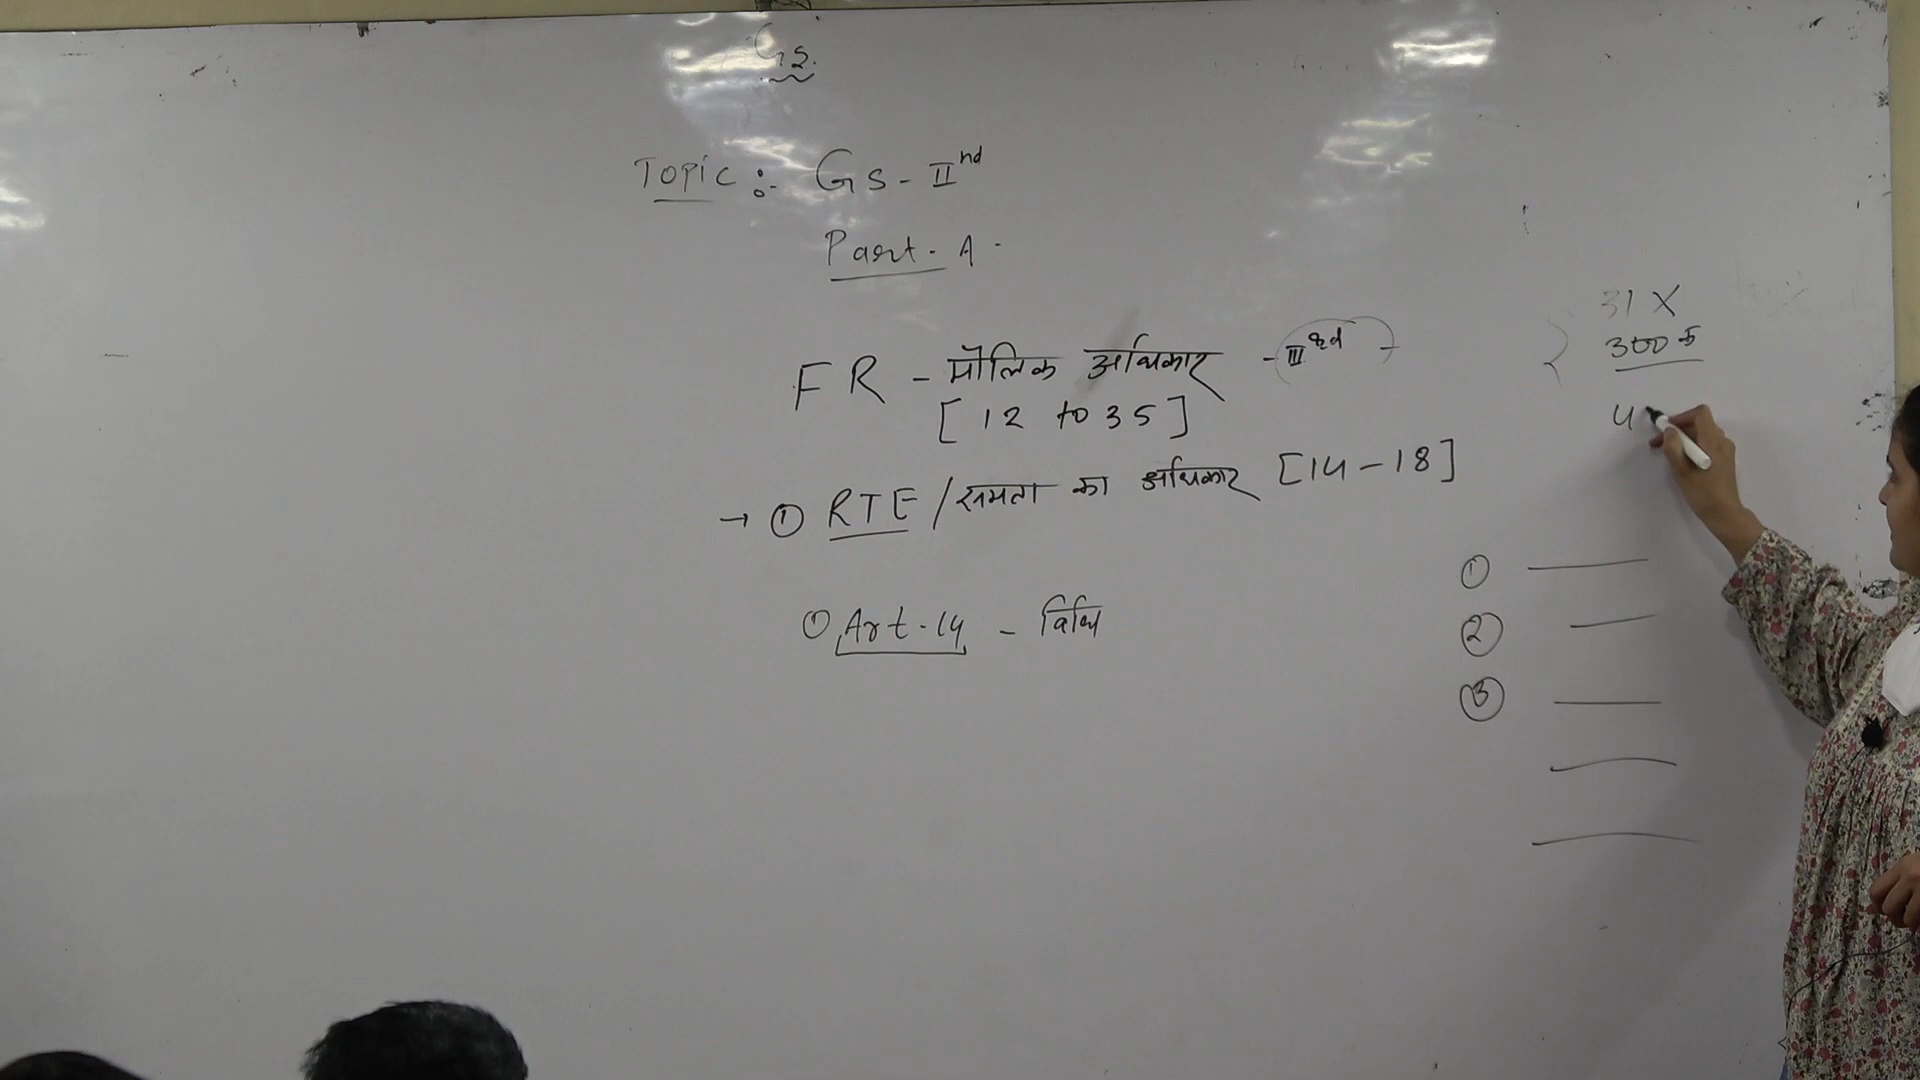 GS.
Topic :- GS - IInd
Part - A.
FR - मौलिक अधिकार - III
[12 to 35]
→ ① RTE / समता का अधिकार [14-18]
① Art-14 - विधि
31 X
300 क
4
①
②
③